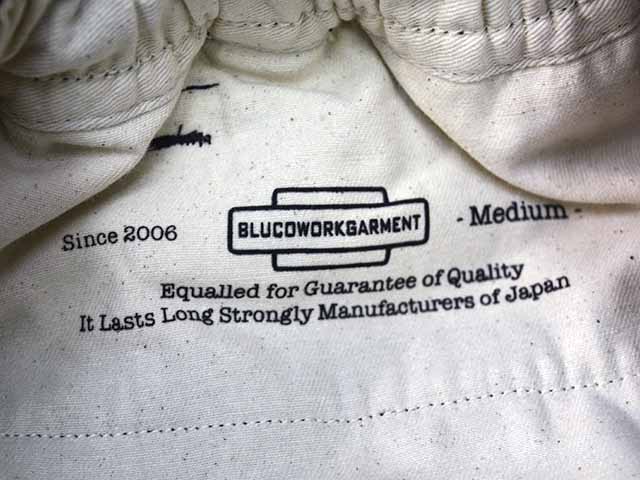 Since 2006
BLUCOWORKGARMENT
- Medium -
Equalled for Guarantee of Quality
It Lasts Long Strongly Manufacturers of Japan